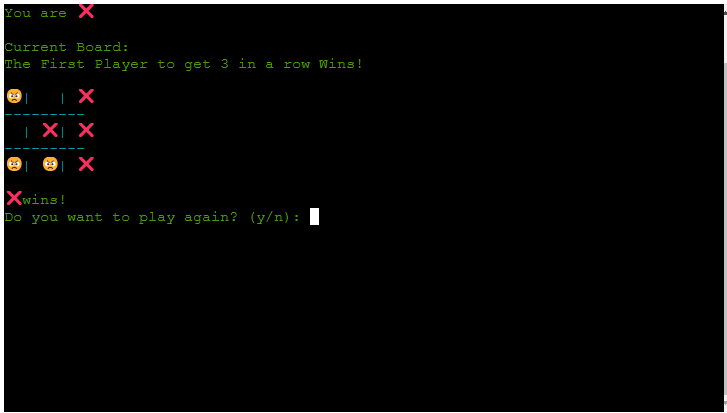 You are ❌
Current Board:
The First Player to get 3 in a row Wins!
😡|   | ❌
---------
  | ❌| ❌
---------
😡| 😡| ❌
❌wins!
Do you want to play again? (y/n):